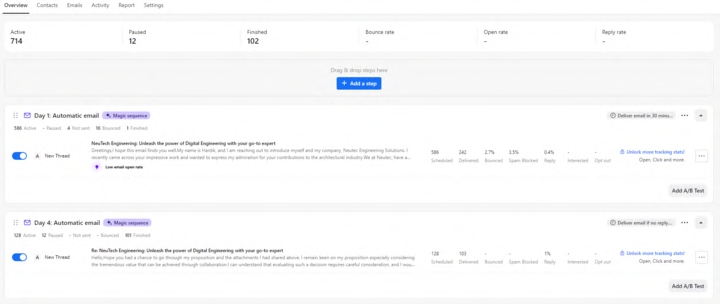 Overview Contacts Emails Activity Report Settings
Active Paused Finished Bounce rate Open rate Reply rate
714 12 102 - - -
Drag & drop steps here
+ Add a step
Day 1: Automatic email Magic sequence Deliver email in 30 minu...
586 Active - Paused 4 Not sent 16 Bounced 1 Finished
NeuTech Engineering: Unleash the power of Digital Engineering with your go-to expert
A New Thread
Greetings,I hope this email finds you well.My name is Hardik, and I am reaching out to introduce myself and my company, Neutec Engineering Solutions. I
recently came across your impressive work and wanted to express my admiration for your contributions to the architectural industry We at Neutec, have a...
Low email open rate
586 242 2.7% 3.5% 0.4% - - Unlock more tracking stats!
Scheduled Delivered Bounced Spam Blocked Reply Interested Opt out Open, Click and more.
Add A/B Test
Day 4: Automatic email Magic sequence Deliver email if no reply...
128 Active 12 Paused - Not sent - Bounced 101 Finished
Re: NeuTech Engineering: Unleash the power of Digital Engineering with your go-to expert
A New Thread
Hello,Hope you had a chance to go through my proposition and the attachments I had shared above. I remain keen on my proposition especially considering
the tremendous value that can be achieved through collaboration.I can understand that evaluating such a decision requires careful consideration, and I wou...
128 103 - - 1% - - Unlock more tracking stats!
Scheduled Delivered Bounced Spam Blocked Reply Interested Opt out Open, Click and more.
Add A/B Test